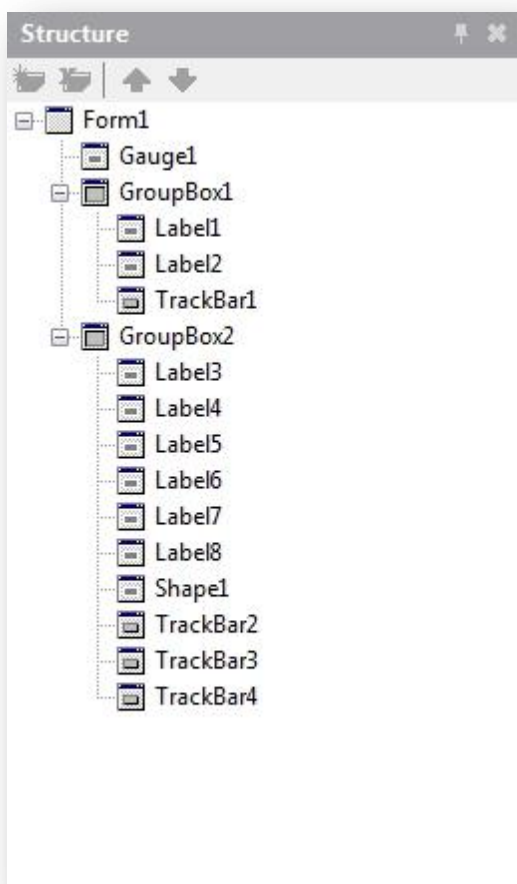 Structure
Form1
Gauge1
GroupBox1
Label1
Label2
TrackBar1
GroupBox2
Label3
Label4
Label5
Label6
Label7
Label8
Shape1
TrackBar2
TrackBar3
TrackBar4